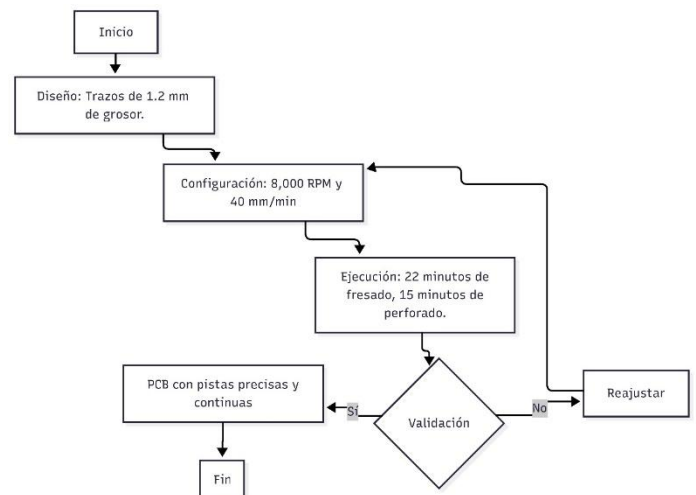 Inicio
Diseño: Trazos de 1.2 mm
de grosor.
Configuración: 8,000 RPM y
40 mm/min
Ejecución: 22 minutos de
fresado, 15 minutos de
perforado.
PCB con pistas precisas y
continuas
Sí
Validación
No
Reajustar
Fin